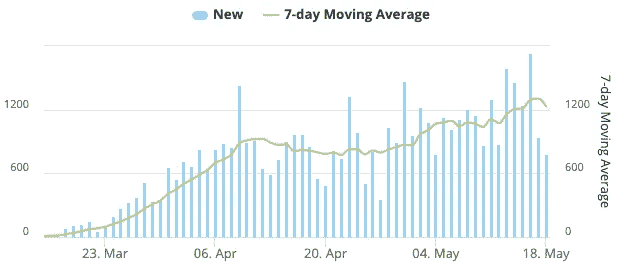 New 7-day Moving Average
1200 1200
600 600
0 0
7-day Moving Average
23. Mar 06. Apr 20. Apr 04. May 18. May